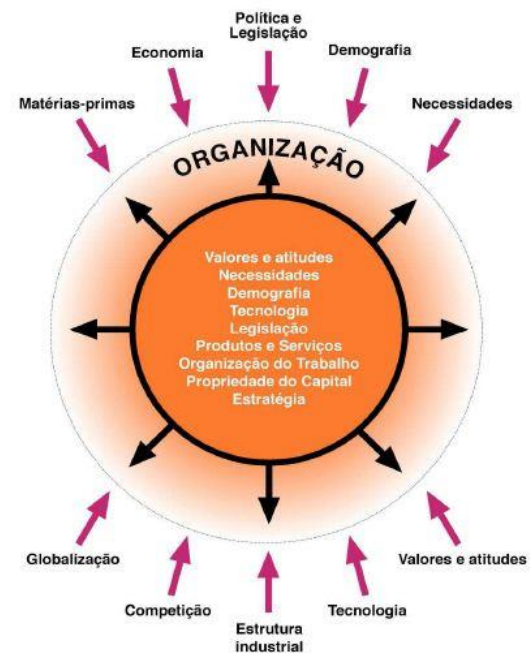 Política e
Legislação
Economia
Demografia
Matérias-primas
Necessidades
ORGANIZAÇÃO
Valores e atitudes
Necessidades
Demografia
Tecnologia
Legislação
Produtos e Serviços
Organização do Trabalho
Propriedade do Capital
Estratégia
Globalização
Valores e atitudes
Competição
Tecnologia
Estrutura
industrial